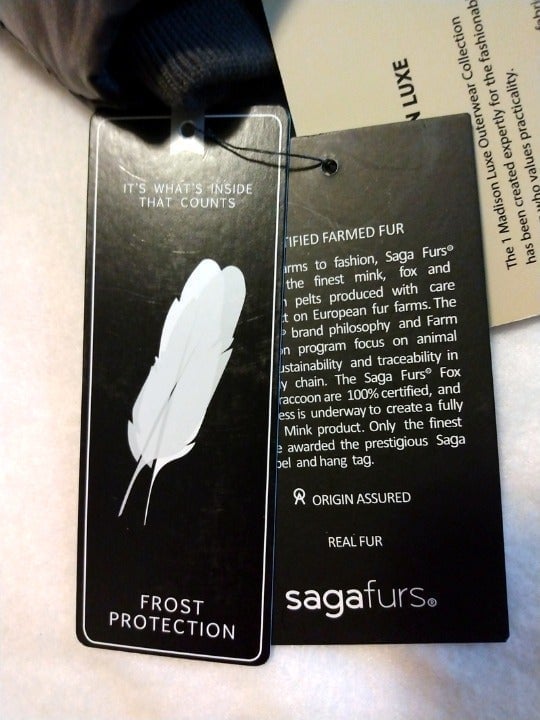 IT'S WHAT'S INSIDE
THAT COUNTS
FROST
PROTECTION
TIFIED FARMED FUR
arms to fashion, Saga Furs®
the finest mink, fox and
pelts produced with care
on European fur farms. The
brand philosophy and Farm
program focus on animal
ustainability and traceability in
chain. The Saga Furs® Fox
raccoon are 100% certified, and
ess is underway to create a fully
Mink product. Only the finest
awarded the prestigious Saga
bel and hang tag.
ORIGIN ASSURED
REAL FUR
sagafurs®
N LUXE
The 1 Madison Luxe Outerwear Collection
has been created expertly for the fashionab
who values practicality.